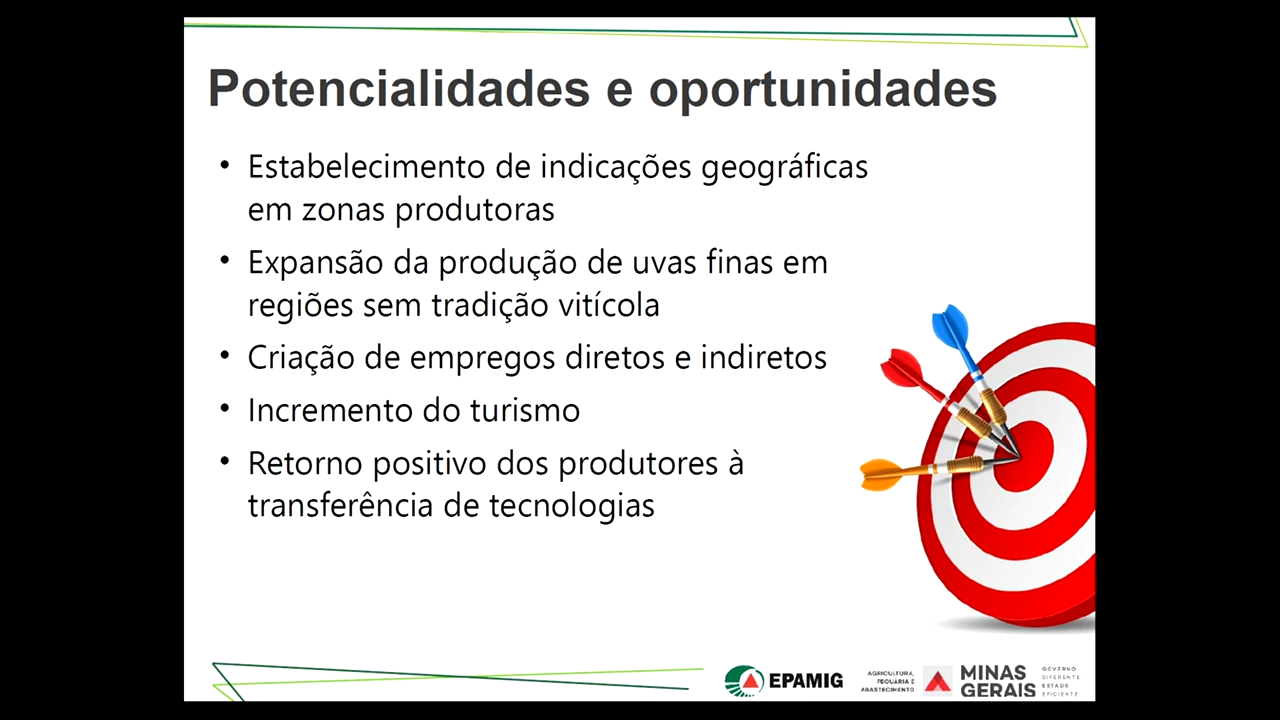 Potencialidades e oportunidades
• Estabelecimento de indicações geográficas
em zonas produtoras
• Expansão da produção de uvas finas em
regiões sem tradição vitícola
• Criação de empregos diretos e indiretos
• Incremento do turismo
• Retorno positivo dos produtores à
transferência de tecnologias
EPAMIG
AGRICULTURA,
PECUÁRIA E
ABASTECIMENTO
MINAS
GERAIS
GOVERNO
DIFERENTE.
ESTADO
EFICIENTE.